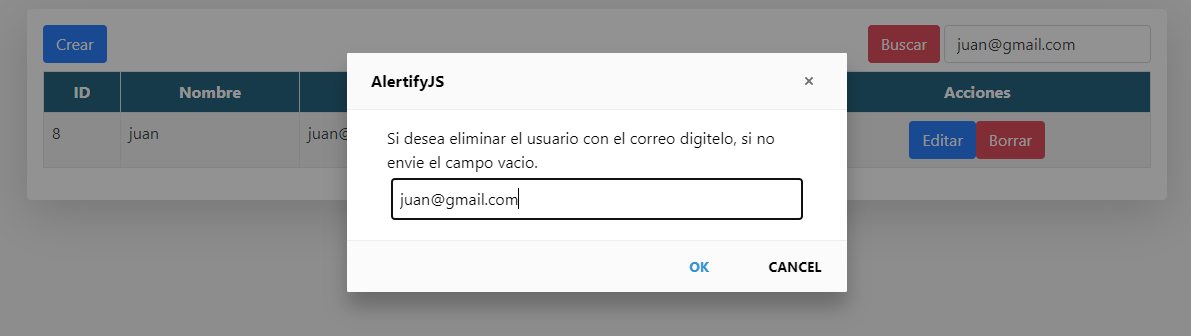 Crear
Buscar juan@gmail.com
AlertifyJS ×
ID Nombre Acciones
Si desea eliminar el usuario con el correo digitelo, si no
envie el campo vacio.
8 juan juan@ Editar Borrar
juan@gmail.com
OK CANCEL